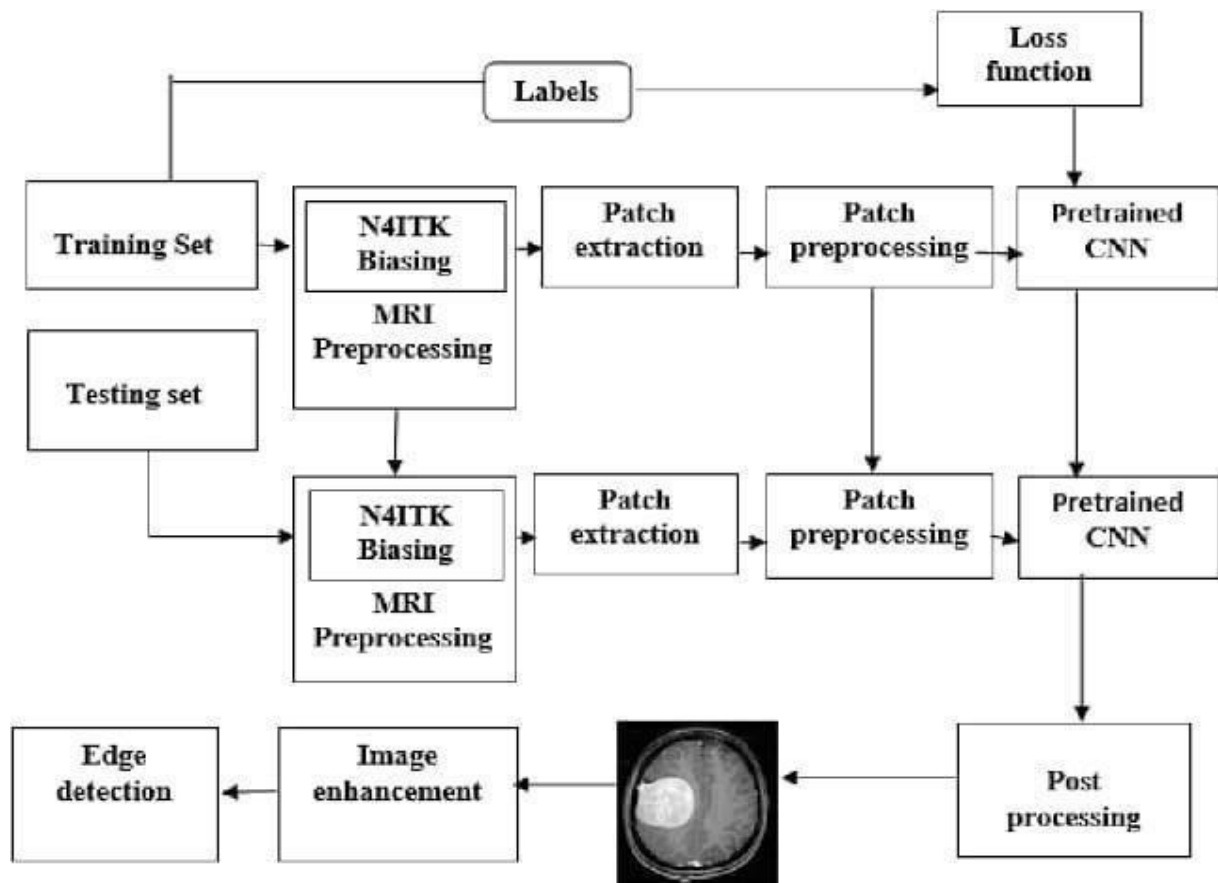 Loss
function
Labels
Training Set
N4ITK
Biasing
MRI
Preprocessing
Patch
extraction
Patch
preprocessing
Pretrained
CNN
Testing set
N4ITK
Biasing
MRI
Preprocessing
Patch
extraction
Patch
preprocessing
Pretrained
CNN
Edge
detection
Image
enhancement
Post
processing